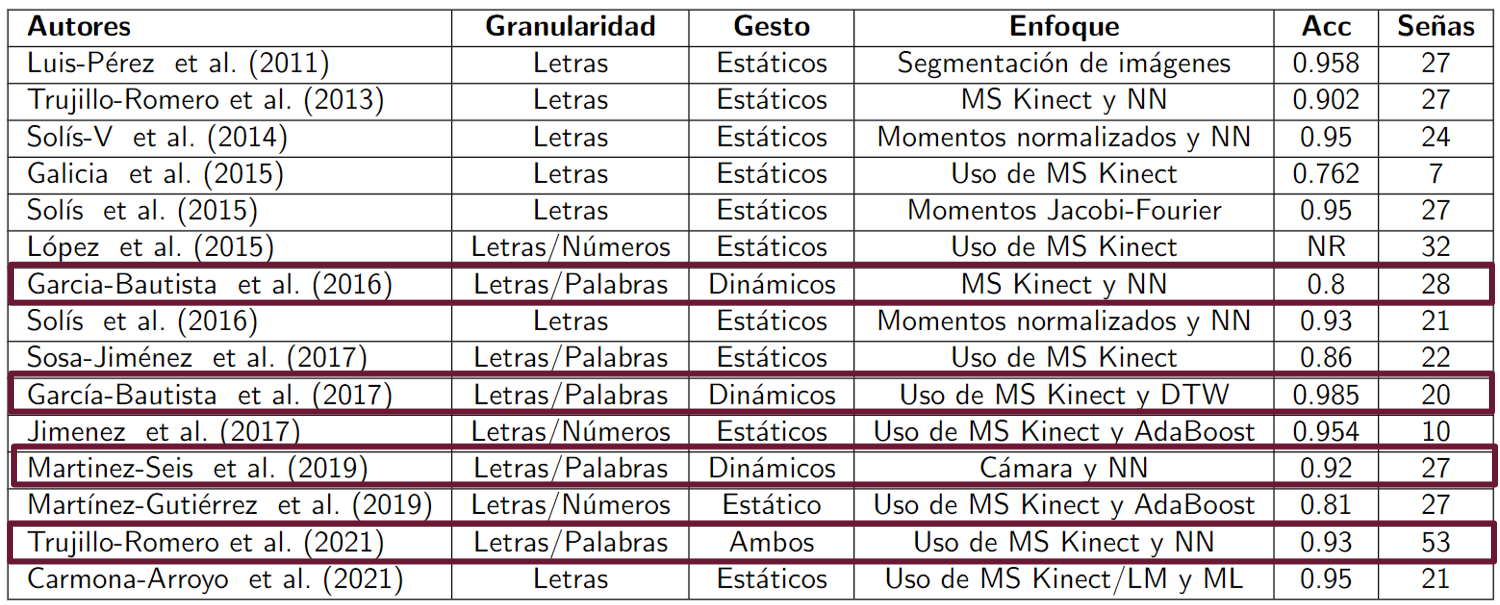 Autores Granularidad Gesto Enfoque Acc Señas
Luis-Pérez et al. (2011) Letras Estáticos Segmentación de imágenes 0.958 27
Trujillo-Romero et al. (2013) Letras Estáticos MS Kinect y NN 0.902 27
Solís-V et al. (2014) Letras Estáticos Momentos normalizados y NN 0.95 24
Galicia et al. (2015) Letras Estáticos Uso de MS Kinect 0.762 7
Solís et al. (2015) Letras Estáticos Momentos Jacobi-Fourier 0.95 27
López et al. (2015) Letras/Números Estáticos Uso de MS Kinect NR 32
Garcia-Bautista et al. (2016) Letras/Palabras Dinámicos MS Kinect y NN 0.8 28
Solís et al. (2016) Letras Estáticos Momentos normalizados y NN 0.93 21
Sosa-Jiménez et al. (2017) Letras/Palabras Estáticos Uso de MS Kinect 0.86 22
García-Bautista et al. (2017) Letras/Palabras Dinámicos Uso de MS Kinect y DTW 0.985 20
Jimenez et al. (2017) Letras/Números Estáticos Uso de MS Kinect y AdaBoost 0.954 10
Martinez-Seis et al. (2019) Letras/Palabras Dinámicos Cámara y NN 0.92 27
Martínez-Gutiérrez et al. (2019) Letras/Números Estático Uso de MS Kinect y AdaBoost 0.81 27
Trujillo-Romero et al. (2021) Letras/Palabras Ambos Uso de MS Kinect y NN 0.93 53
Carmona-Arroyo et al. (2021) Letras Estáticos Uso de MS Kinect/LM y ML 0.95 21